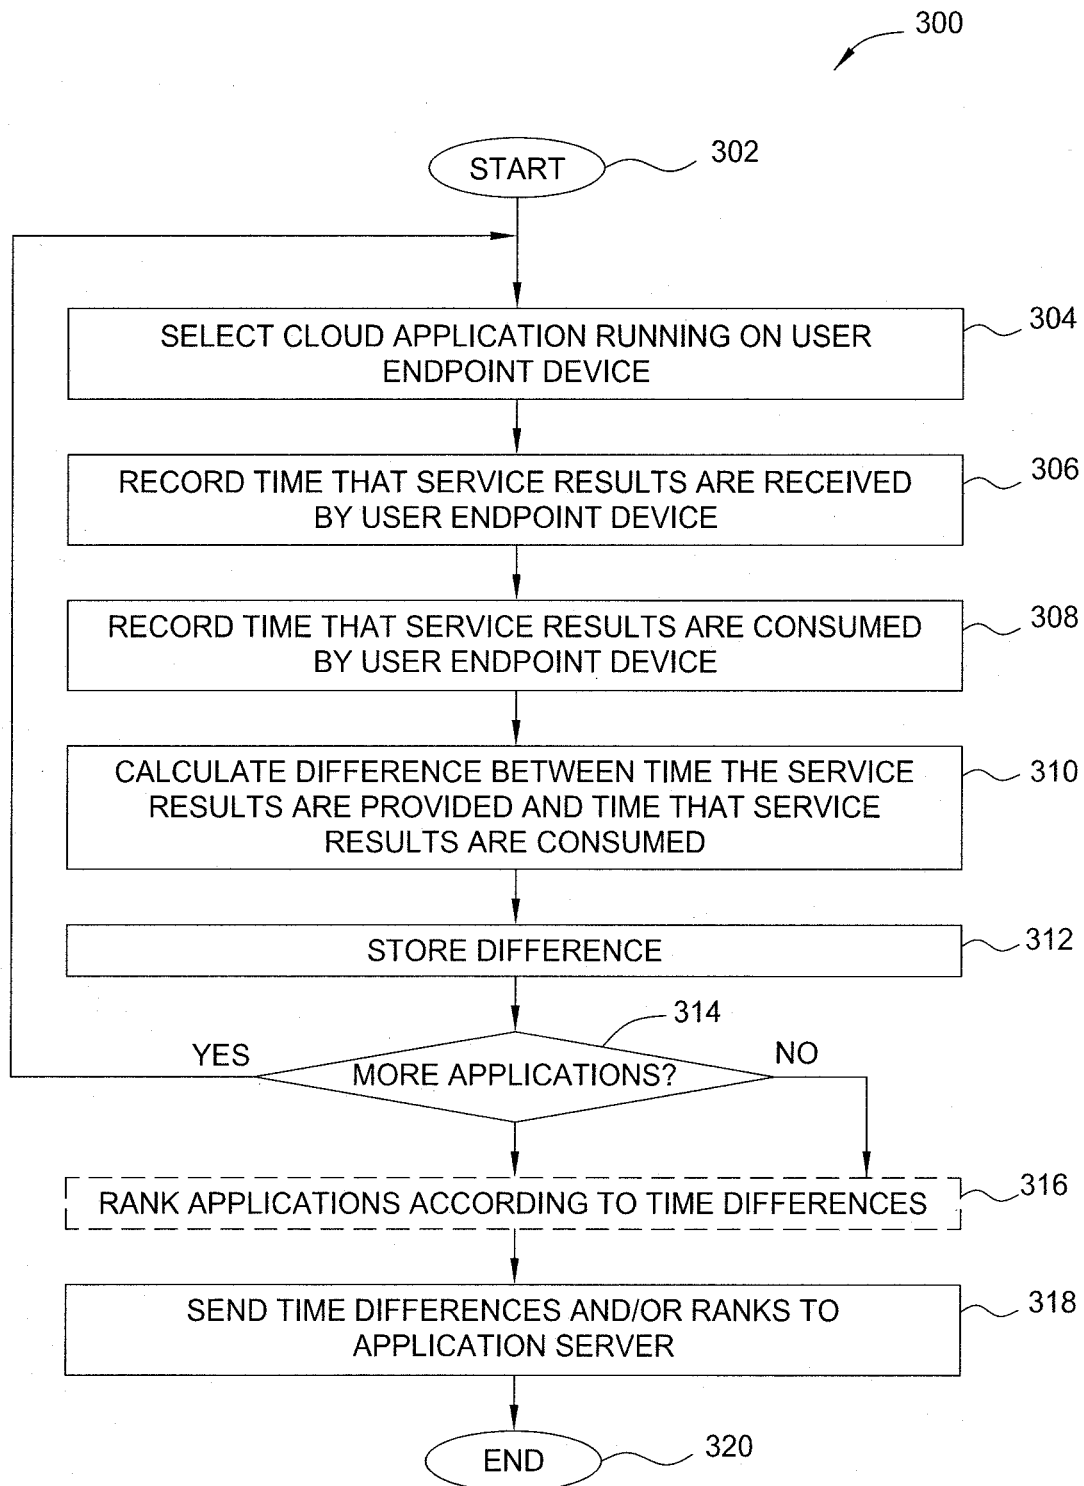 300
START
302
SELECT CLOUD APPLICATION RUNNING ON USER
ENDPOINT DEVICE
304
RECORD TIME THAT SERVICE RESULTS ARE RECEIVED
BY USER ENDPOINT DEVICE
306
RECORD TIME THAT SERVICE RESULTS ARE CONSUMED
BY USER ENDPOINT DEVICE
308
CALCULATE DIFFERENCE BETWEEN TIME THE SERVICE
RESULTS ARE PROVIDED AND TIME THAT SERVICE
RESULTS ARE CONSUMED
310
STORE DIFFERENCE
312
314
YES
MORE APPLICATIONS?
NO
RANK APPLICATIONS ACCORDING TO TIME DIFFERENCES
316
SEND TIME DIFFERENCES AND/OR RANKS TO
APPLICATION SERVER
318
END
320